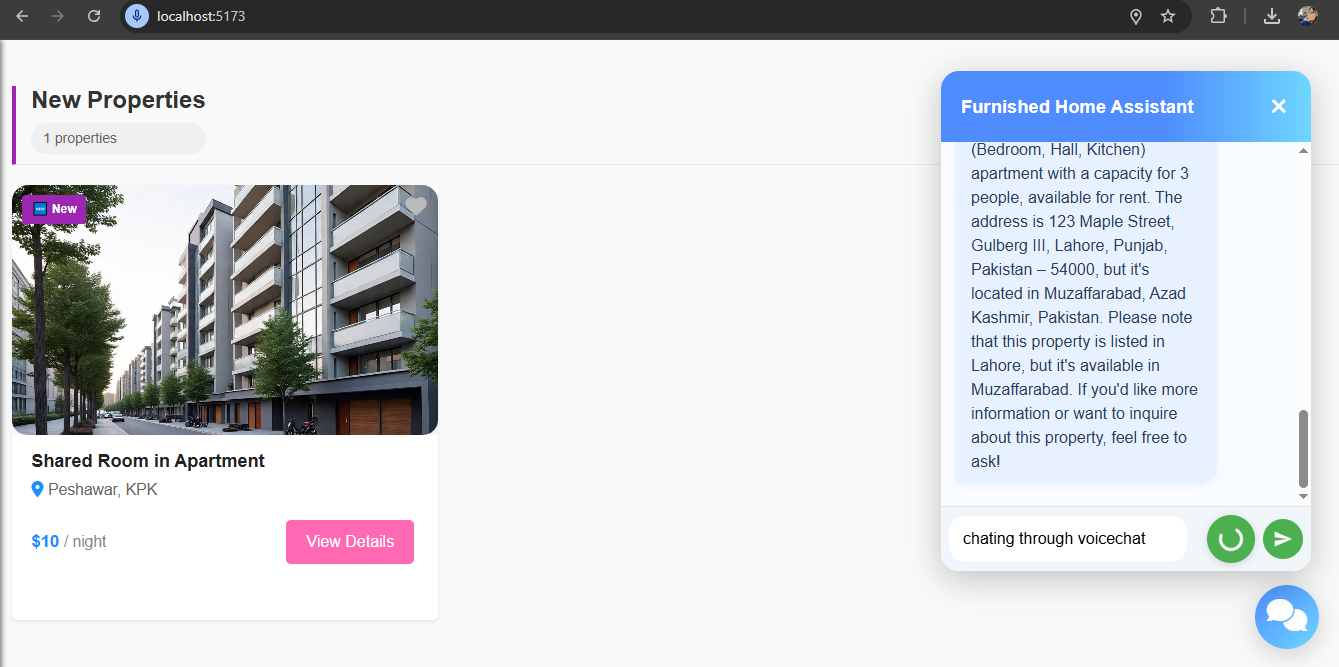 localhost:5173
New Properties
1 properties
New
Shared Room in Apartment
Peshawar, KPK
$10 / night
View Details
Furnished Home Assistant
(Bedroom, Hall, Kitchen)
apartment with a capacity for 3
people, available for rent. The
address is 123 Maple Street,
Gulberg III, Lahore, Punjab,
Pakistan – 54000, but it's
located in Muzaffarabad, Azad
Kashmir, Pakistan. Please note
that this property is listed in
Lahore, but it's available in
Muzaffarabad. If you'd like more
information or want to inquire
about this property, feel free to
ask!
chating through voicechat